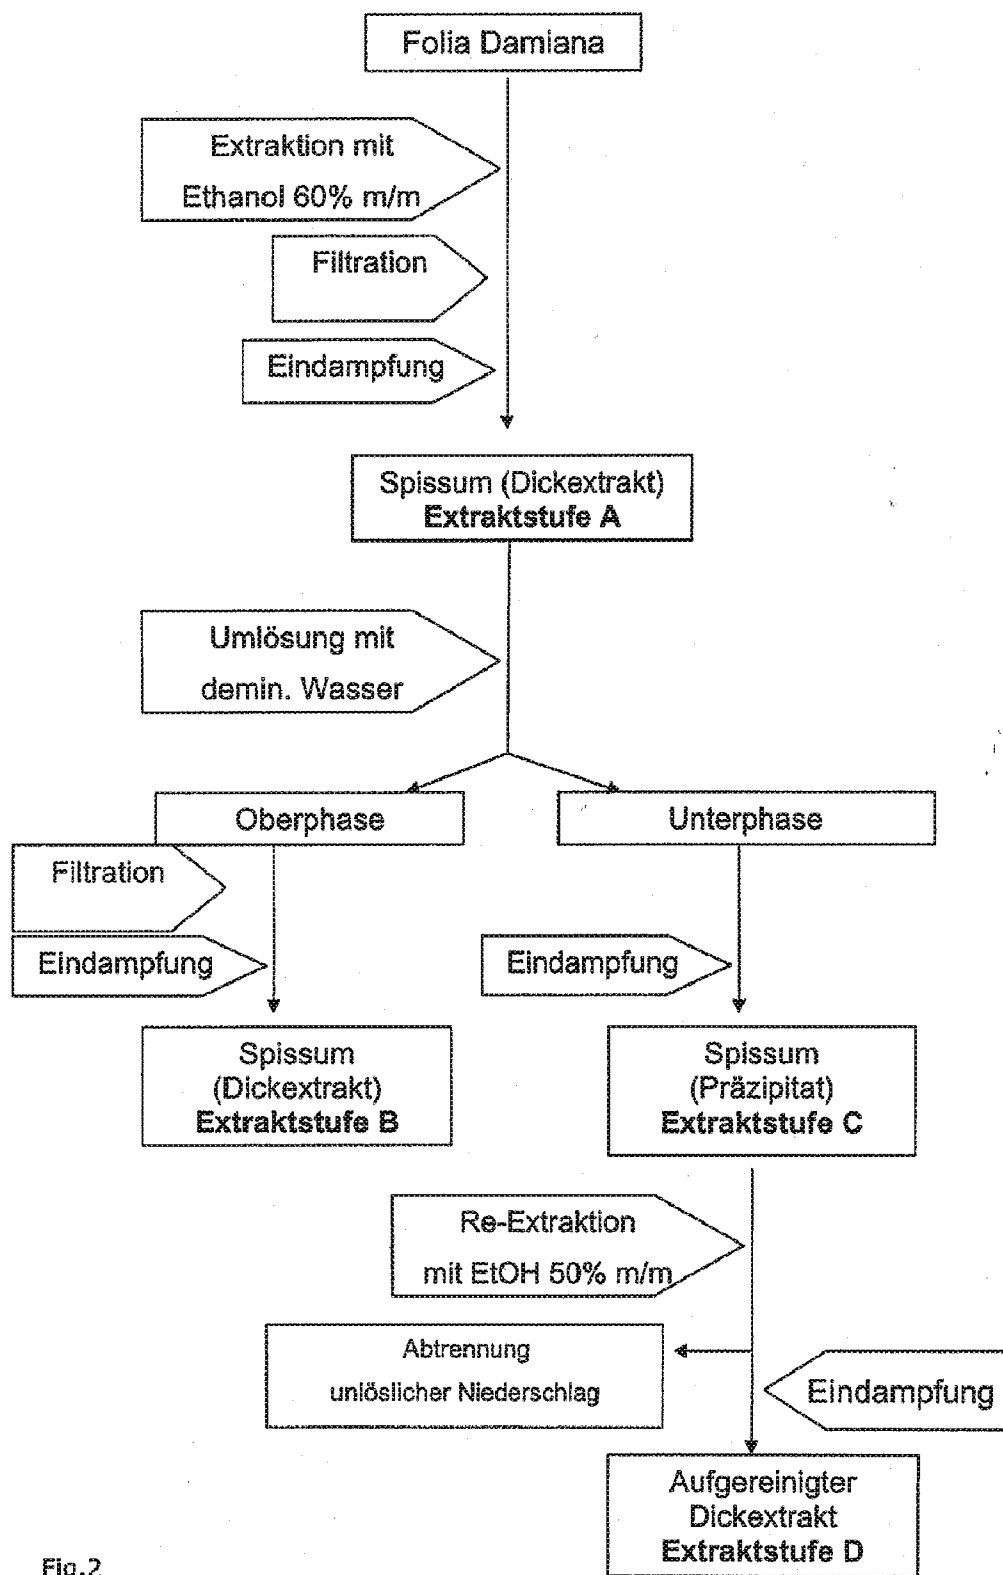 Folia Damiana
Extraktion mit
Ethanol 60% m/m
Filtration
Eindampfung
Spissum (Dickextrakt)
Extraktstufe A
Umlösung mit
demin. Wasser
Oberphase
Unterphase
Filtration
Eindampfung
Eindampfung
Spissum
(Dickextrakt)
Extraktstufe B
Spissum
(Präzipitat)
Extraktstufe C
Re-Extraktion
mit EtOH 50% m/m
Abtrennung
unlöslicher Niederschlag
Eindampfung
Aufgereinigter
Dickextrakt
Extraktstufe D
Fig.2